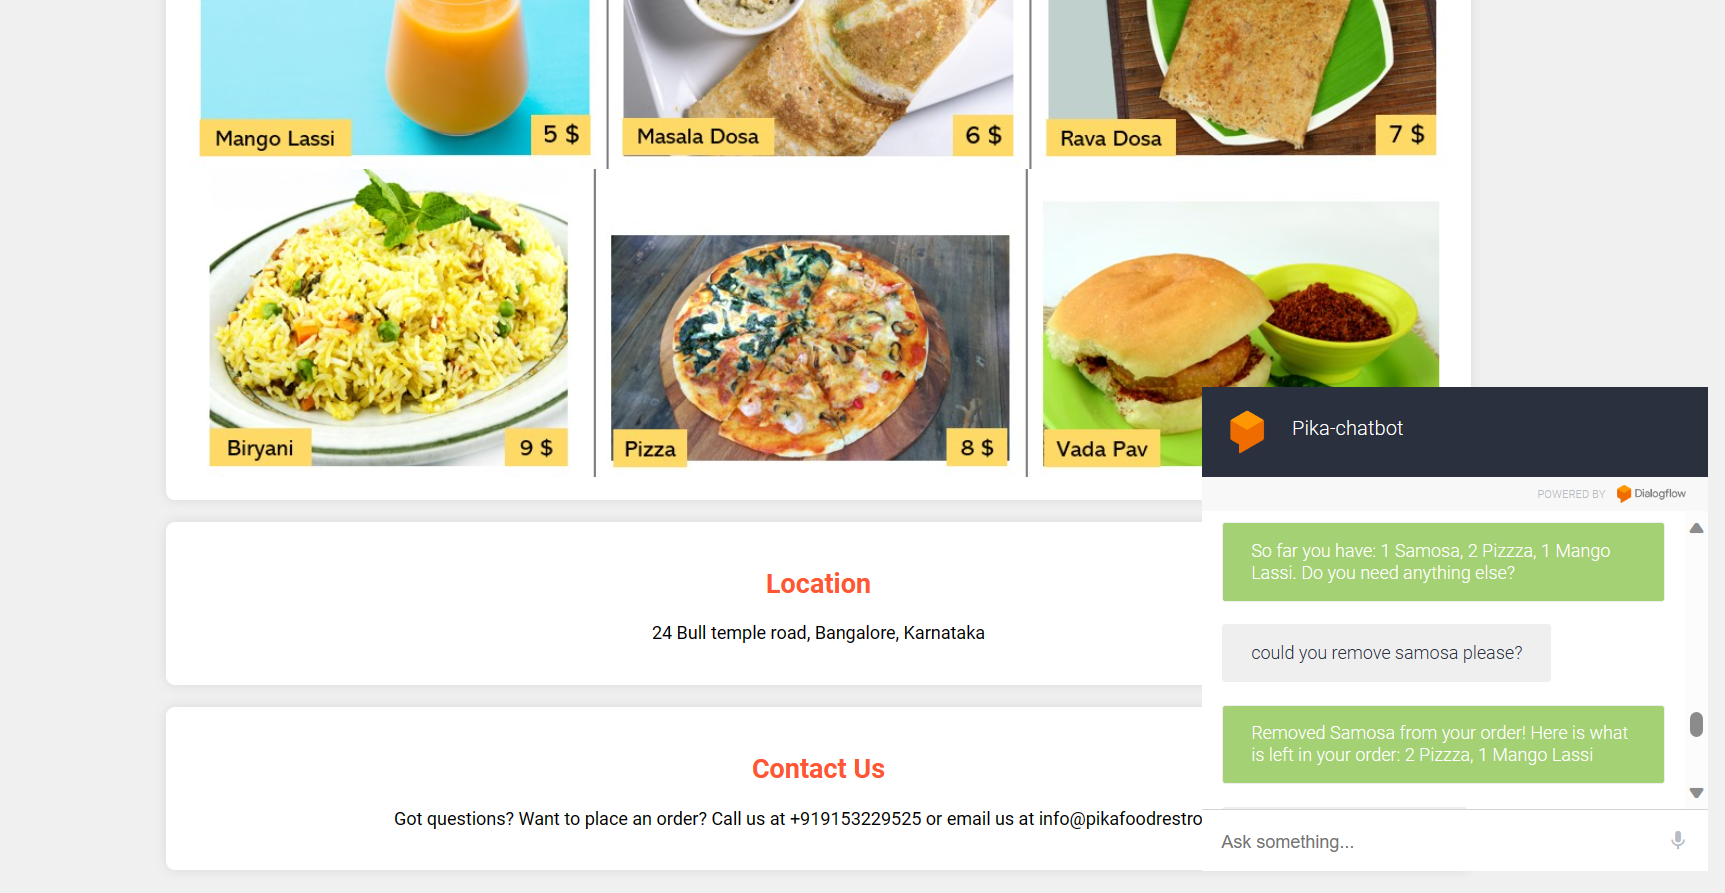 Mango Lassi
5 $
Masala Dosa
6 $
Rava Dosa
7 $
Biryani
9 $
Pizza
8 $
Vada Pav
Location
24 Bull temple road, Bangalore, Karnataka
Contact Us
Got questions? Want to place an order? Call us at +919153229525 or email us at info@pikafoodrestro
Pika-chatbot
POWERED BY Dialogflow
So far you have: 1 Samosa, 2 Pizzza, 1 Mango
Lassi. Do you need anything else?
could you remove samosa please?
Removed Samosa from your order! Here is what
is left in your order: 2 Pizzza, 1 Mango Lassi
Ask something...